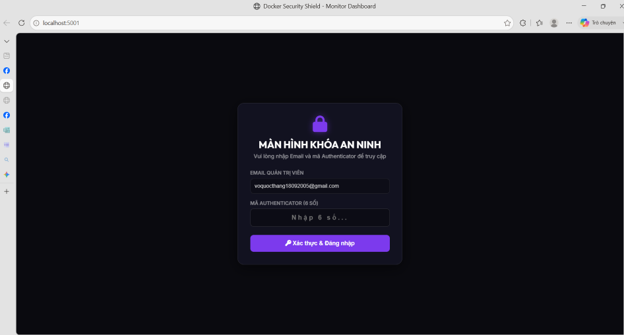 Docker Security Shield - Monitor Dashboard
localhost:5001
Trò chuyện
MÀN HÌNH KHÓA AN NINH
Vui lòng nhập Email và mã Authenticator để truy cập
EMAIL QUẢN TRỊ VIÊN
voquocthang18092005@gmail.com
MÃ AUTHENTICATOR (6 SỐ)
Nhập 6 số...
Xác thực & Đăng nhập